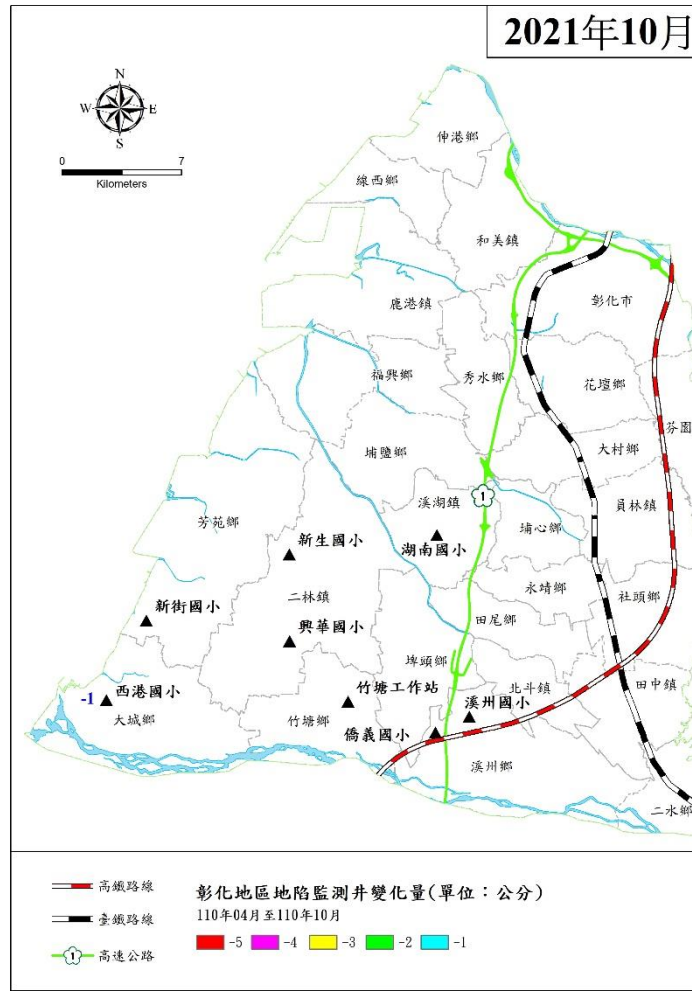 2021年10月
N
W
E
S
0
7
Kilometers
伸港鄉
線西鄉
和美鎮
鹿港鎮
彰化市
福興鄉
秀水鄉
花壇鄉
芬園
大村鄉
埔鹽鄉
員林鎮
溪湖鎮
1
芳苑鄉
埔心鄉
新生國小
湖南國小
永靖鄉
二林鎮
社頭鄉
新街國小
田尾鄉
興華國小
埤頭鄉
北斗鎮
田中鎮
西港國小
-1
竹塘工作站
大城鄉
溪州國小
竹塘鄉
僑義國小
溪州鄉
二水鄉
高鐵路線
臺鐵路線
1
高速公路
彰化地區地陷監測井變化量(單位：公分)
110年04月至110年10月
-5 -4 -3 -2 -1